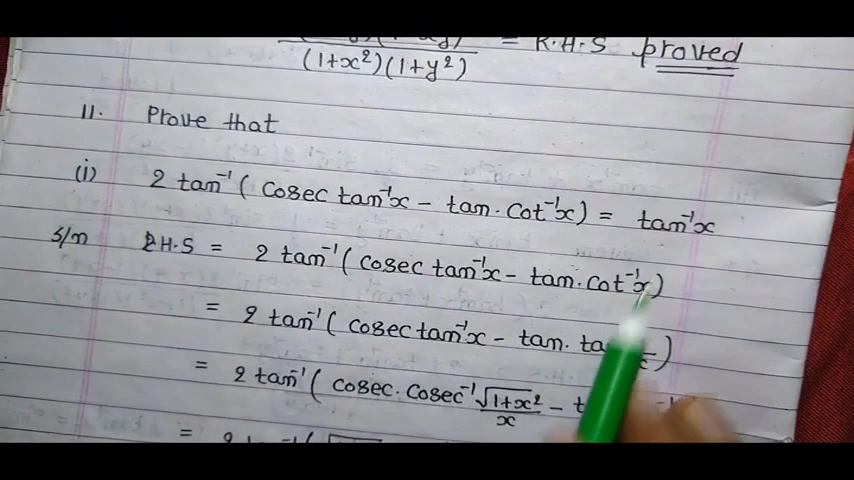 (1+x²)(1+y²) = R.H.S proved
11. Prove that
(i) 2 tan⁻¹( cosec tan⁻¹x − tan. cot⁻¹x) = tan⁻¹x
S/n R.H.S = 2 tan⁻¹( cosec tan⁻¹x − tan. cot⁻¹x)
= 2 tan⁻¹( cosec tan⁻¹x − tan.
= 2 tan⁻¹( cosec. cosec⁻¹ √1+x² / x −
=